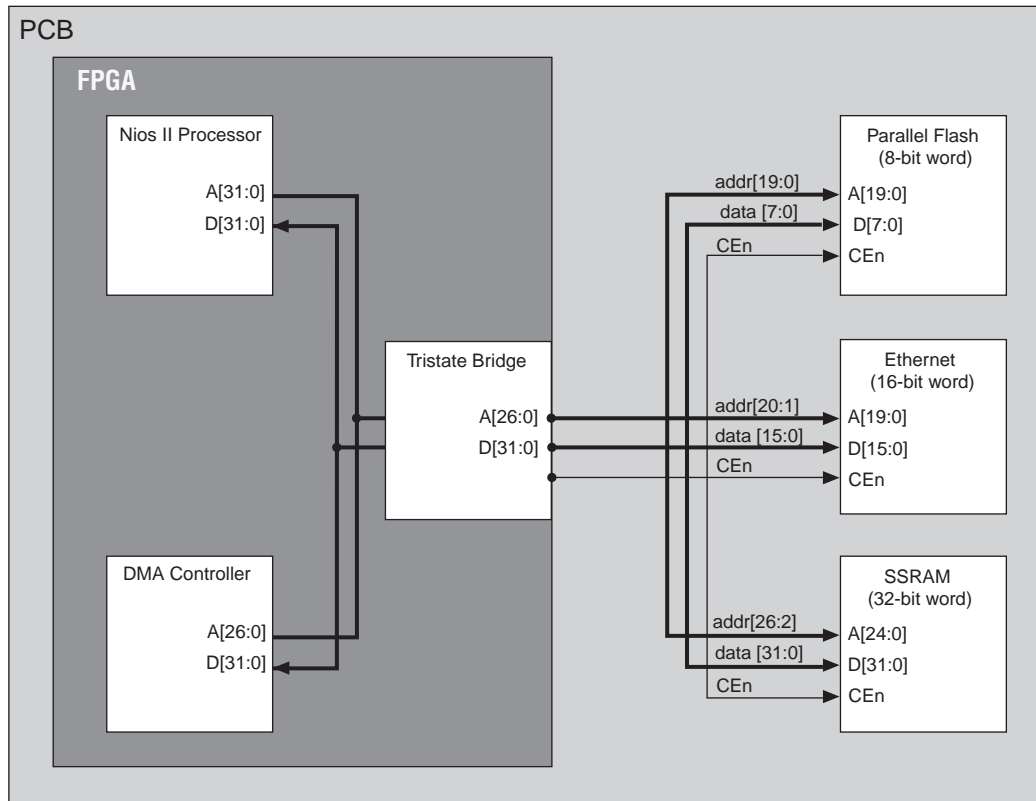 PCB
FPGA
Nios II Processor
A[31:0]
D[31:0]
Tristate Bridge
A[26:0]
D[31:0]
DMA Controller
A[26:0]
D[31:0]
addr[19:0]
data [7:0]
CEn
Parallel Flash
(8-bit word)
A[19:0]
D[7:0]
CEn
addr[20:1]
data [15:0]
CEn
Ethernet
(16-bit word)
A[19:0]
D[15:0]
CEn
addr[26:2]
data [31:0]
CEn
SSRAM
(32-bit word)
A[24:0]
D[31:0]
CEn